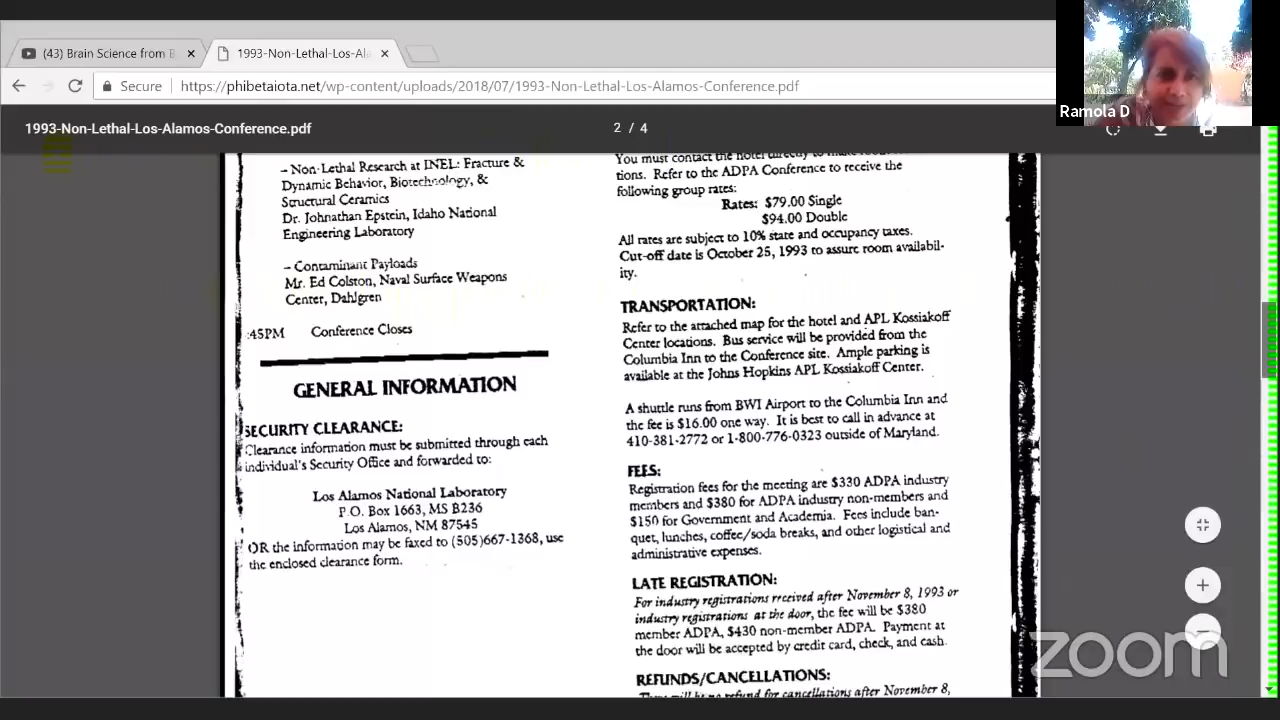 (43) Brain Science from B
1993-Non-Lethal-Los-Ala
Secure
https://phibetaiota.net/wp-content/uploads/2018/07/1993-Non-Lethal-Los-Alamos-Conference.pdf
Ramola D
1993-Non-Lethal-Los-Alamos-Conference.pdf
2 / 4
– Non-Lethal Research at INEL: Fracture &
Dynamic Behavior, Biotechnology, &
Structural Ceramics
Dr. Johnathan Epstein, Idaho National
Engineering Laboratory
– Contaminant Payloads
Mr. Ed Colston, Naval Surface Weapons
Center, Dahlgren
:45PM Conference Closes
GENERAL INFORMATION
SECURITY CLEARANCE:
Clearance information must be submitted through each
individual's Security Office and forwarded to:
Los Alamos National Laboratory
P.O. Box 1663, MS B236
Los Alamos, NM 87545
OR the information may be faxed to (505)667-1368, use
the enclosed clearance form.
You must contact the hotel directly to make
tions. Refer to the ADPA Conference to receive the
following group rates:
Rates: $79.00 Single
$94.00 Double
All rates are subject to 10% state and occupancy taxes.
Cut-off date is October 25, 1993 to assure room availabil-
ity.
TRANSPORTATION:
Refer to the attached map for the hotel and APL Kossiakoff
Center locations. Bus service will be provided from the
Columbia Inn to the Conference site. Ample parking is
available at the Johns Hopkins APL Kossiakoff Center.
A shuttle runs from BWI Airport to the Columbia Inn and
the fee is $16.00 one way. It is best to call in advance at
410-381-2772 or 1-800-776-0323 outside of Maryland.
FEES:
Registration fees for the meeting are $330 ADPA industry
members and $380 for ADPA industry non-members and
$150 for Government and Academia. Fees include ban-
quet, lunches, coffee/soda breaks, and other logistical and
administrative expenses.
LATE REGISTRATION:
For industry registrations received after November 8, 1993 or
industry registrations at the door, the fee will be $380
member ADPA, $430 non-member ADPA. Payment at
the door will be accepted by credit card, check, and cash.
REFUNDS/CANCELLATIONS:
There will be no refund for cancellations after November 8,
zoom